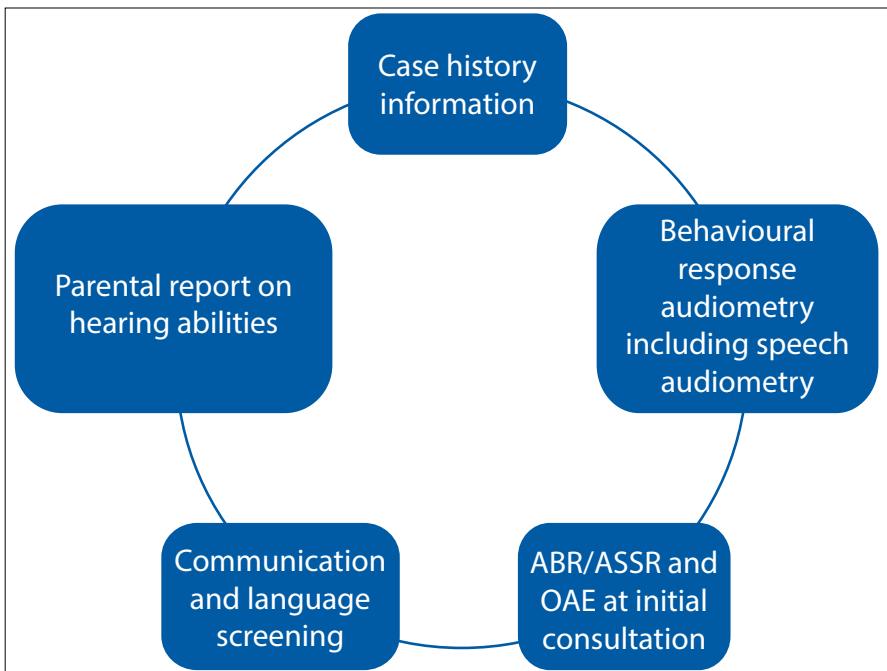 Case history
information
Behavioural
response
audiometry
including speech
audiometry
ABR/ASSR and
OAE at initial
consultation
Communication
and language
screening
Parental report on
hearing abilities